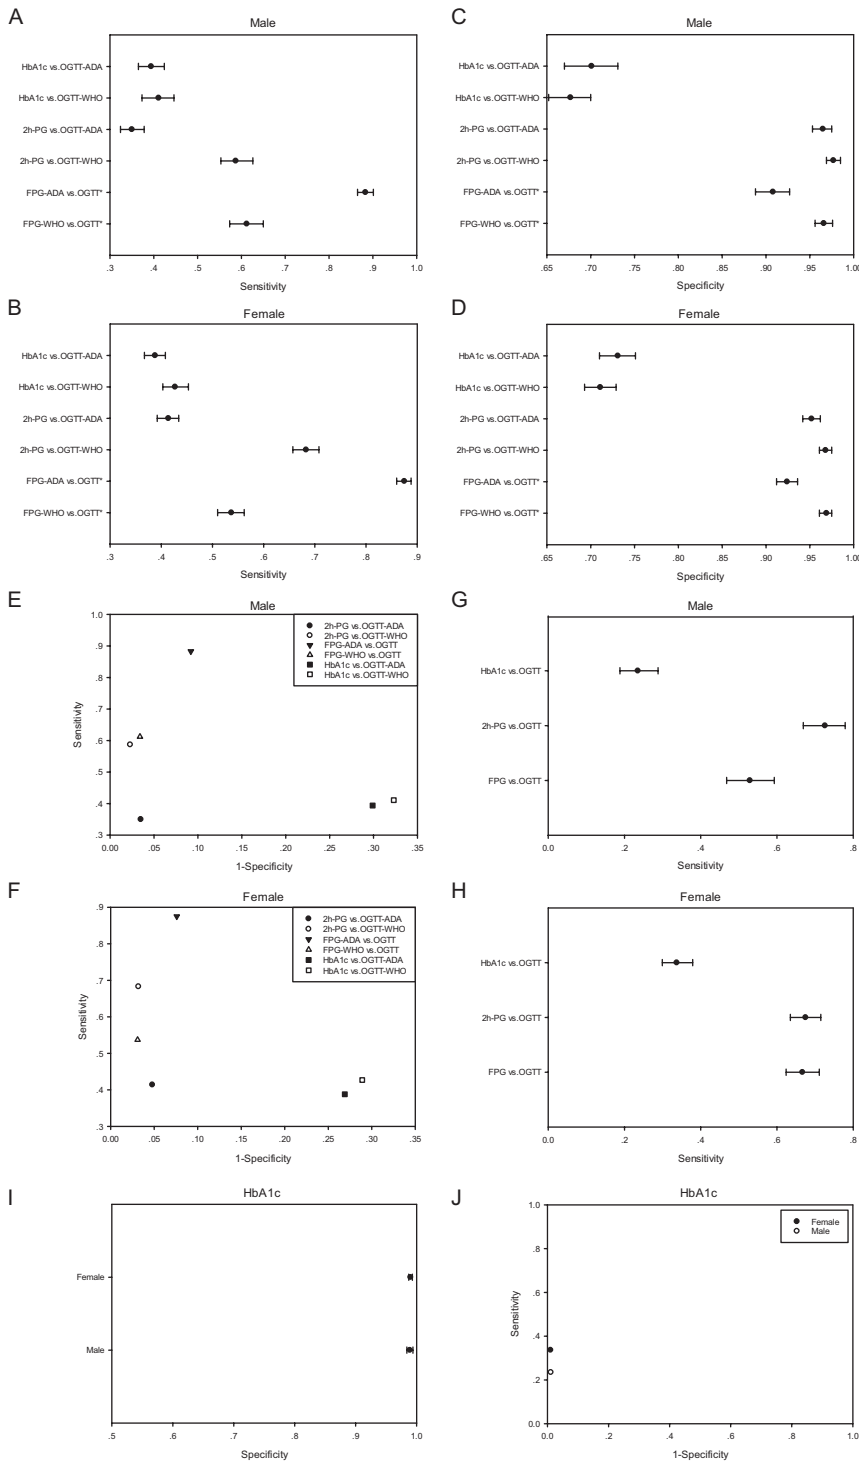 A
Male
HbA1c vs.OGTT-ADA
HbA1c vs.OGTT-WHO
2h-PG vs.OGTT-ADA
2h-PG vs.OGTT-WHO
FPG-ADA vs.OGTT*
FPG-WHO vs.OGTT*
.3 .4 .5 .6 .7 .8 .9 1.0
Sensitivity
C
Male
HbA1c vs.OGTT-ADA
HbA1c vs.OGTT-WHO
2h-PG vs.OGTT-ADA
2h-PG vs.OGTT-WHO
FPG-ADA vs.OGTT*
FPG-WHO vs.OGTT*
.65 .70 .75 .80 .85 .90 .95 1.00
Specificity
B
Female
HbA1c vs.OGTT-ADA
HbA1c vs.OGTT-WHO
2h-PG vs.OGTT-ADA
2h-PG vs.OGTT-WHO
FPG-ADA vs.OGTT*
FPG-WHO vs.OGTT*
.3 .4 .5 .6 .7 .8 .9
Sensitivity
D
Female
HbA1c vs.OGTT-ADA
HbA1c vs.OGTT-WHO
2h-PG vs.OGTT-ADA
2h-PG vs.OGTT-WHO
FPG-ADA vs.OGTT*
FPG-WHO vs.OGTT*
.65 .70 .75 .80 .85 .90 .95 1.00
Specificity
E
Male
1.0
.9
.8
.7
.6
.5
.4
.3
Sensitivity
2h-PG vs.OGTT-ADA
2h-PG vs.OGTT-WHO
FPG-ADA vs.OGTT
FPG-WHO vs.OGTT
HbA1c vs.OGTT-ADA
HbA1c vs.OGTT-WHO
0.00 .05 .10 .15 .20 .25 .30 .35
1-Specificity
G
Male
HbA1c vs.OGTT
2h-PG vs.OGTT
FPG vs.OGTT
0.0 .2 .4 .6 .8
Sensitivity
F
Female
.9
.8
.7
.6
.5
.4
.3
Sensitivity
2h-PG vs.OGTT-ADA
2h-PG vs.OGTT-WHO
FPG-ADA vs.OGTT
FPG-WHO vs.OGTT
HbA1c vs.OGTT-ADA
HbA1c vs.OGTT-WHO
0.00 .05 .10 .15 .20 .25 .30 .35
1-Specificity
H
Female
HbA1c vs.OGTT
2h-PG vs.OGTT
FPG vs.OGTT
0.0 .2 .4 .6 .8
Sensitivity
I
HbA1c
Female
Male
.5 .6 .7 .8 .9 1.0
Specificity
J
HbA1c
1.0
.8
.6
.4
.2
0.0
Sensitivity
Female
Male
0.0 .2 .4 .6 .8 1.0
1-Specificity